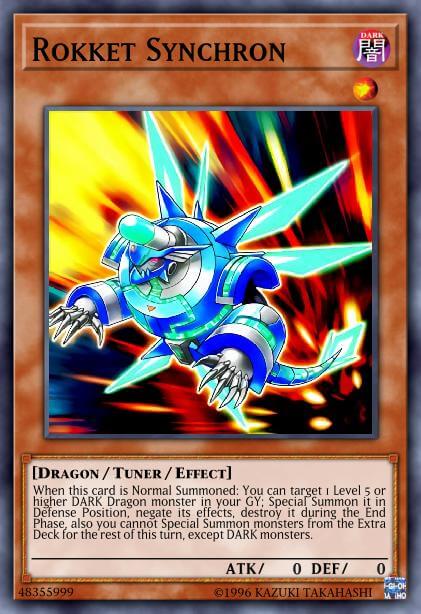 ROKKET SYNCHRON
DARK
闇
[DRAGON / TUNER / EFFECT]
When this card is Normal Summoned: You can target 1 Level 5 or
higher DARK Dragon monster in your GY; Special Summon it in
Defense Position, negate its effects, destroy it during the End
Phase, also you cannot Special Summon monsters from the Extra
Deck for the rest of this turn, except DARK monsters.
ATK/ 0 DEF/ 0
48355999
©1996 KAZUKI TAKAHASHI